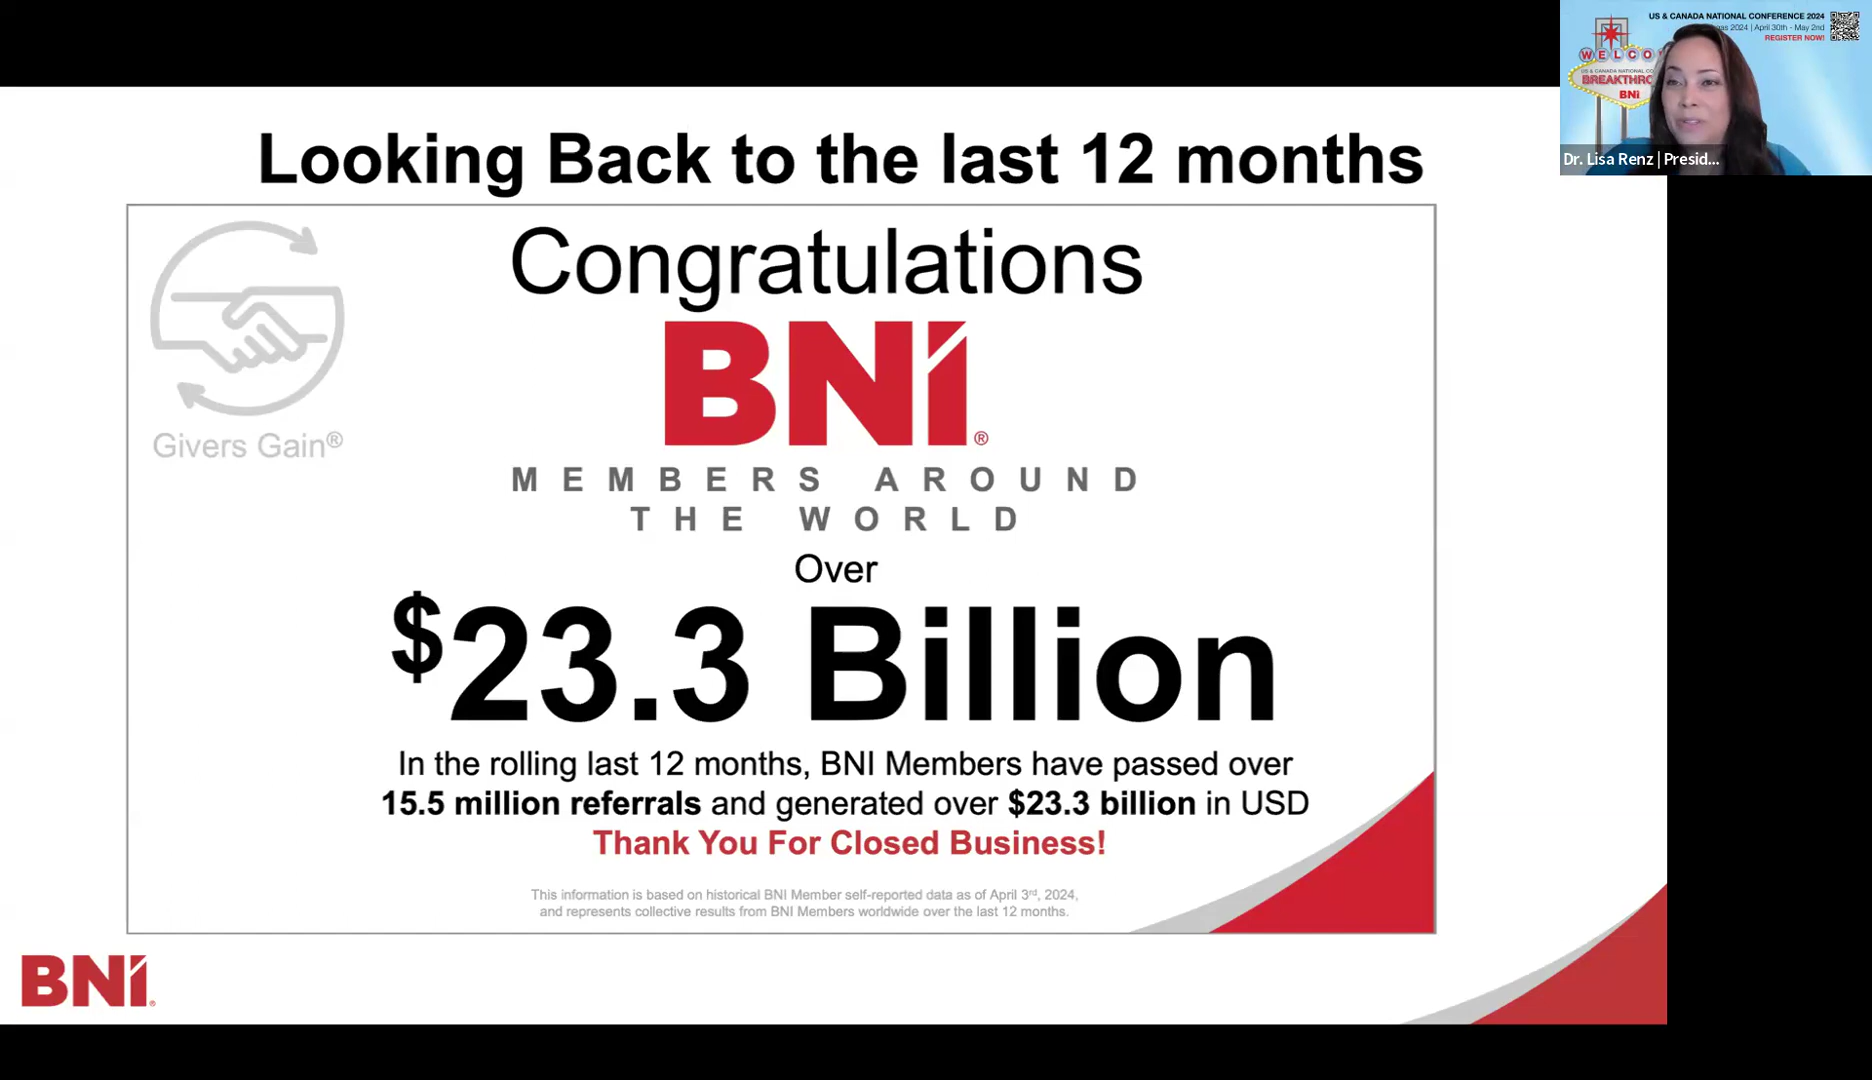 US & CANADA NATIONAL CONFERENCE 2024
2024 | April 30th - May 2nd
REGISTER NOW!
US & CANADA NATIONAL
BNI
Dr. Lisa Renz | Presid...
Looking Back to the last 12 months
Congratulations
BNI®
MEMBERS AROUND
THE WORLD
Givers Gain®
Over
$23.3 Billion
In the rolling last 12 months, BNI Members have passed over
15.5 million referrals and generated over $23.3 billion in USD
Thank You For Closed Business!
This information is based on historical BNI Member self-reported data as of April 3rd, 2024,
and represents collective results from BNI Members worldwide over the last 12 months.
BNI®